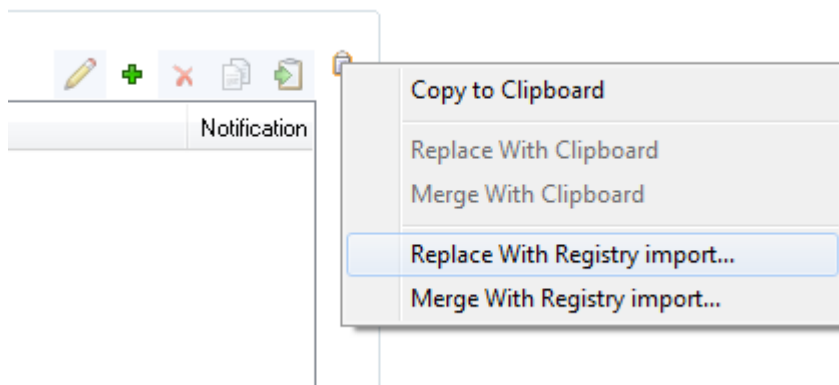 Copy to Clipboard
Notification
Replace With Clipboard
Merge With Clipboard
Replace With Registry import...
Merge With Registry import...